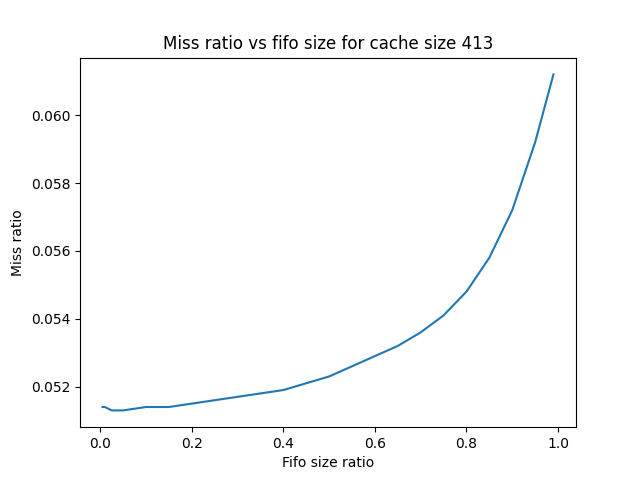 Miss ratio vs fifo size for cache size 413
0.060
0.058
0.056
0.054
0.052
Miss ratio
0.0 0.2 0.4 0.6 0.8 1.0
Fifo size ratio